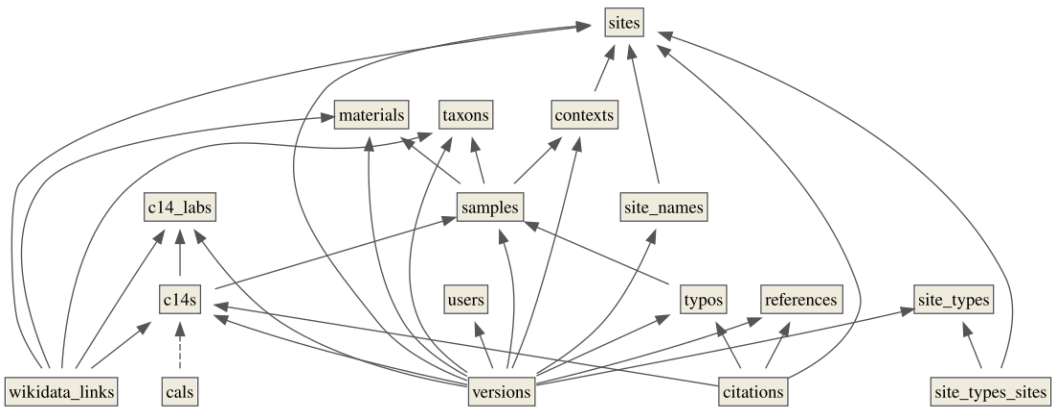 sites
materials
taxons
contexts
c14_labs
samples
site_names
c14s
users
typos
references
site_types
wikidata_links
cals
versions
citations
site_types_sites